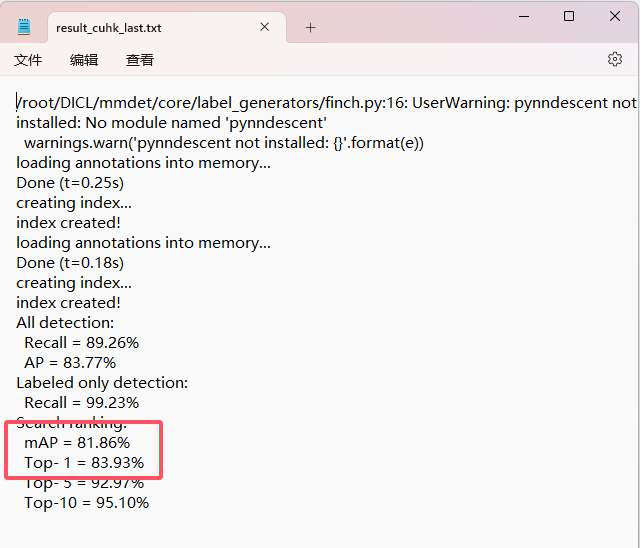 result_cuhk_last.txt
文件 编辑 查看
/root/DICL/mmdet/core/label_generators/finch.py:16: UserWarning: pynndescent not
installed: No module named 'pynndescent'
warnings.warn('pynndescent not installed: {}'.format(e))
loading annotations into memory...
Done (t=0.25s)
creating index...
index created!
loading annotations into memory...
Done (t=0.18s)
creating index...
index created!
All detection:
Recall = 89.26%
AP = 83.77%
Labeled only detection:
Recall = 99.23%
Search ranking:
mAP = 81.86%
Top- 1 = 83.93%
Top- 5 = 92.97%
Top-10 = 95.10%